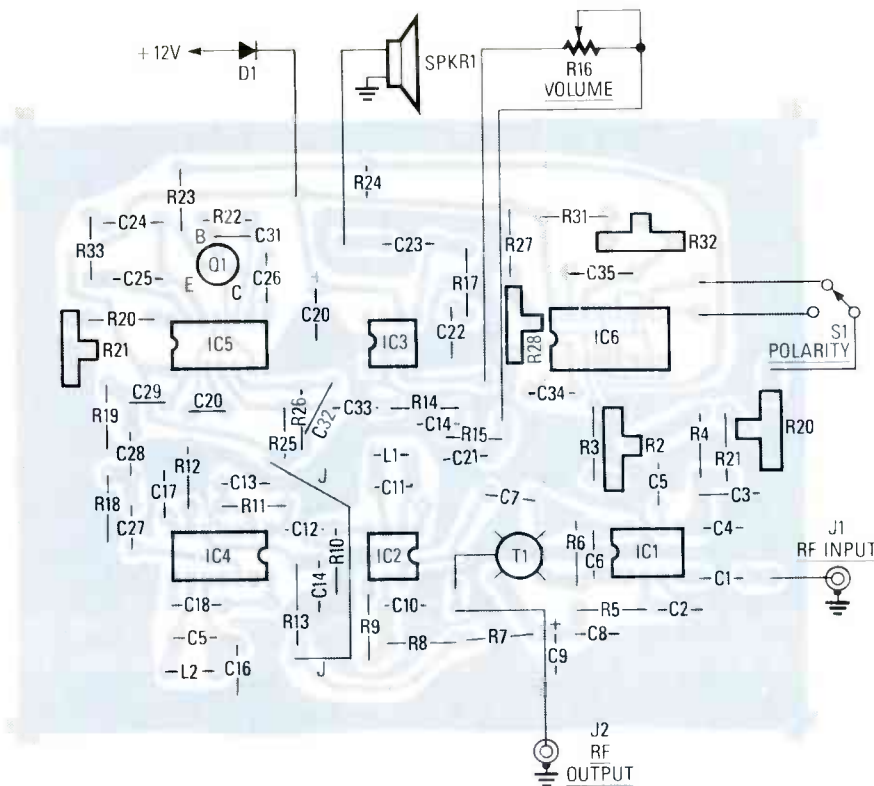 +12V
D1
SPKR1
R16
VOLUME
R24
R23
C24
R22
R31
R33
B
C31
R27
R32
Q1
C23
C25
E
C26
R17
C35
C
+
R20
C20
C22
S1
POLARITY
R21
IC5
IC3
R28
IC6
C29
C20
R26
C34
R19
C32
C33
R14
C14
R3
R2
R4
R20
R25
R15
C28
L1
C21
R21
R12
J
C5
R18
C17
C13
C11
C7
C3
R11
C27
C12
R10
R6
C4
J1
RF INPUT
IC4
IC2
T1
C6
IC1
C14
C1
C18
R13
R9
C10
R5
C2
C5
R8
R7
+
C8
C9
L2
C16
J
J2
RF
OUTPUT